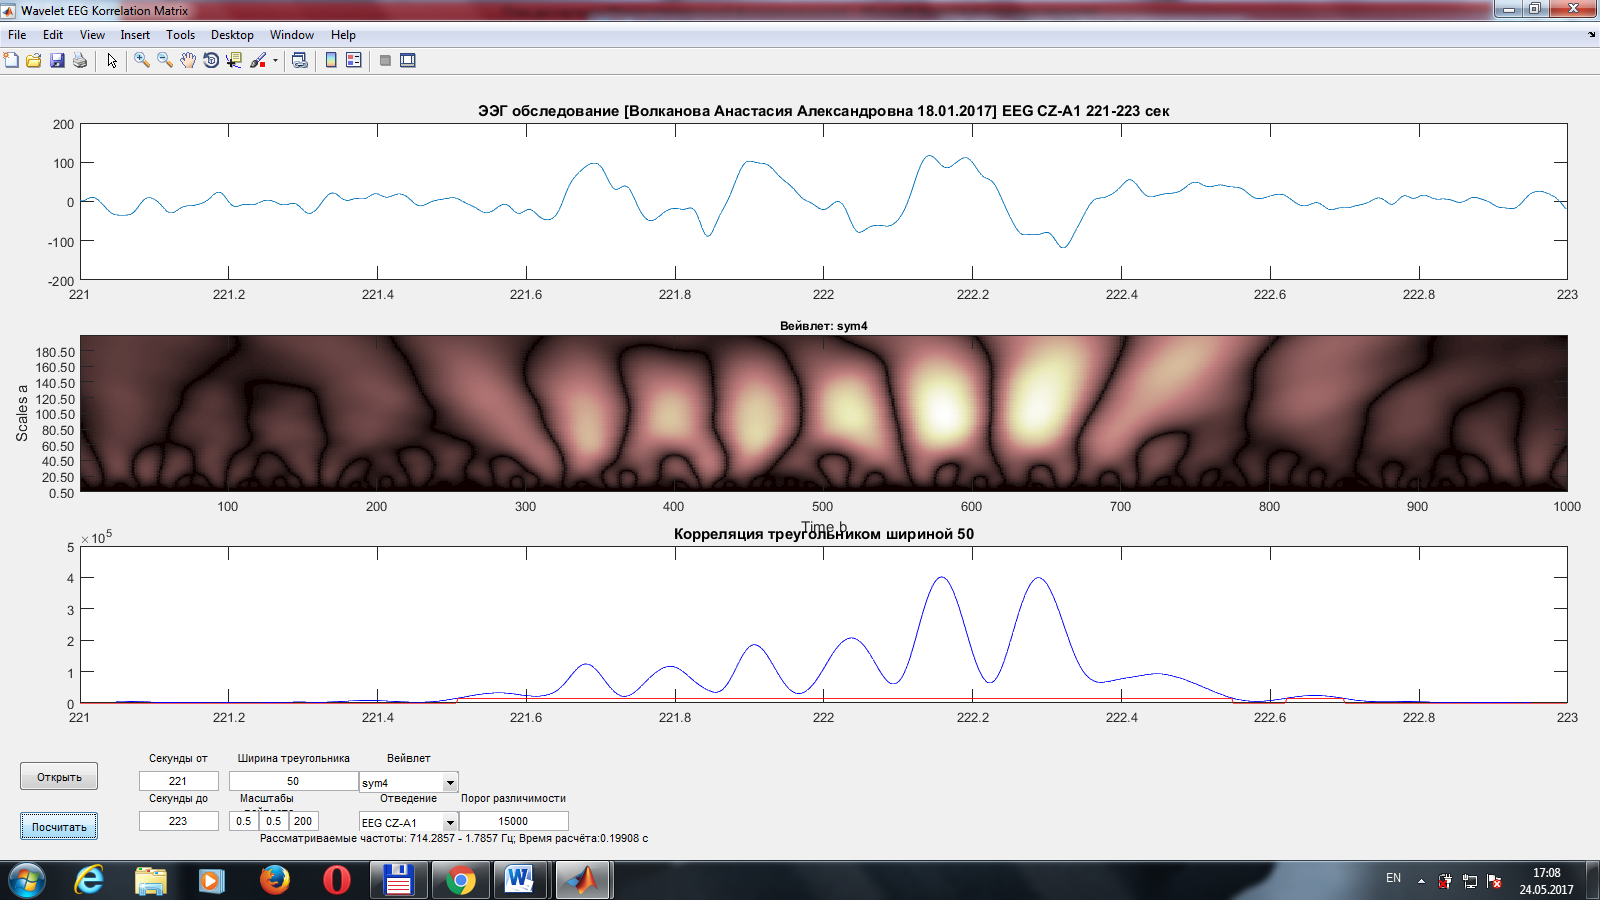 Wavelet EEG Korrelation Matrix
File Edit View Insert Tools Desktop Window Help
ЭЭГ обследование [Волканова Анастасия Александровна 18.01.2017] EEG CZ-A1 221-223 сек
200
100
0
-100
-200
221 221.2 221.4 221.6 221.8 222 222.2 222.4 222.6 222.8 223
Вейвлет: sym4
Scales a
180.50
160.50
140.50
120.50
100.50
80.50
60.50
40.50
20.50
0.50
100 200 300 400 500 600 700 800 900 1000
Time b
Корреляция треугольником шириной 50
×10^5
5
4
3
2
1
0
221 221.2 221.4 221.6 221.8 222 222.2 222.4 222.6 222.8 223
Секунды от Ширина треугольника Вейвлет
Открыть 221 50 sym4
Секунды до Масштабы Отведение Порог различимости
Посчитать 223 0.5 0.5 200 EEG CZ-A1 15000
Рассматриваемые частоты: 714.2857 - 1.7857 Гц; Время расчёта:0.19908 с
EN 17:08
24.05.2017